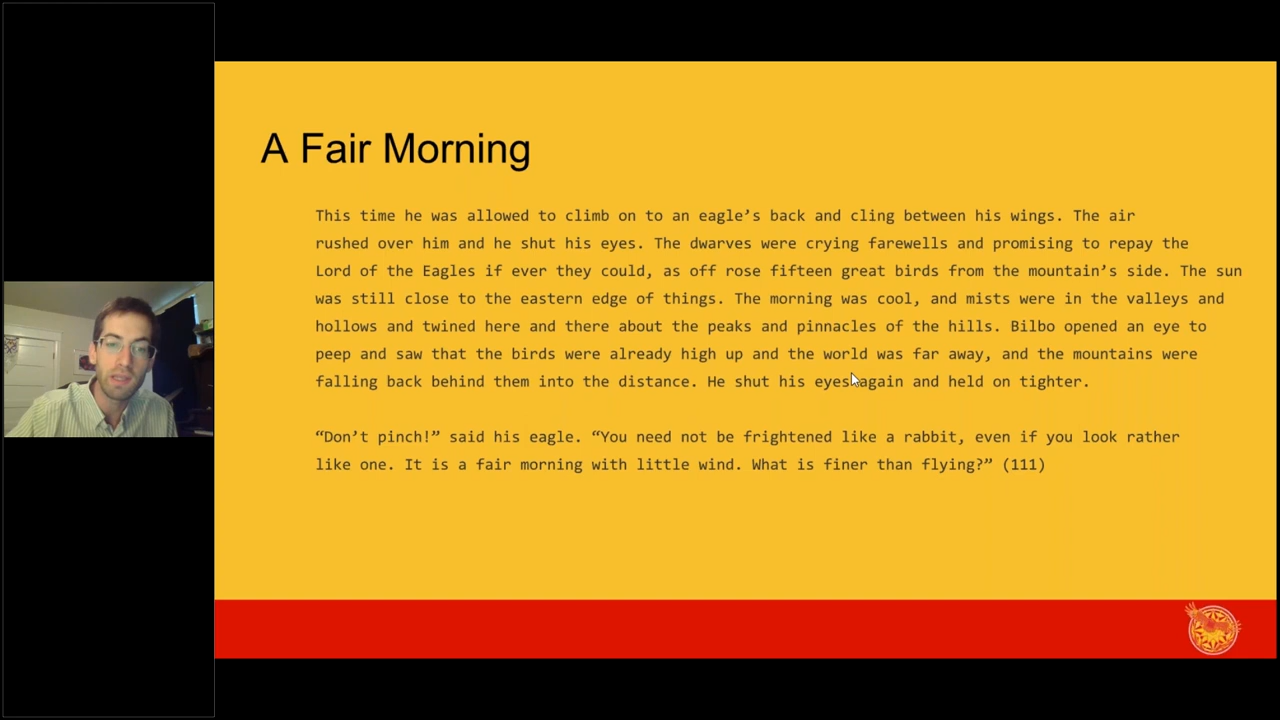 A Fair Morning
This time he was allowed to climb on to an eagle’s back and cling between his wings. The air
rushed over him and he shut his eyes. The dwarves were crying farewells and promising to repay the
Lord of the Eagles if ever they could, as off rose fifteen great birds from the mountain’s side. The sun
was still close to the eastern edge of things. The morning was cool, and mists were in the valleys and
hollows and twined here and there about the peaks and pinnacles of the hills. Bilbo opened an eye to
peep and saw that the birds were already high up and the world was far away, and the mountains were
falling back behind them into the distance. He shut his eyes again and held on tighter.
“Don’t pinch!” said his eagle. “You need not be frightened like a rabbit, even if you look rather
like one. It is a fair morning with little wind. What is finer than flying?” (111)